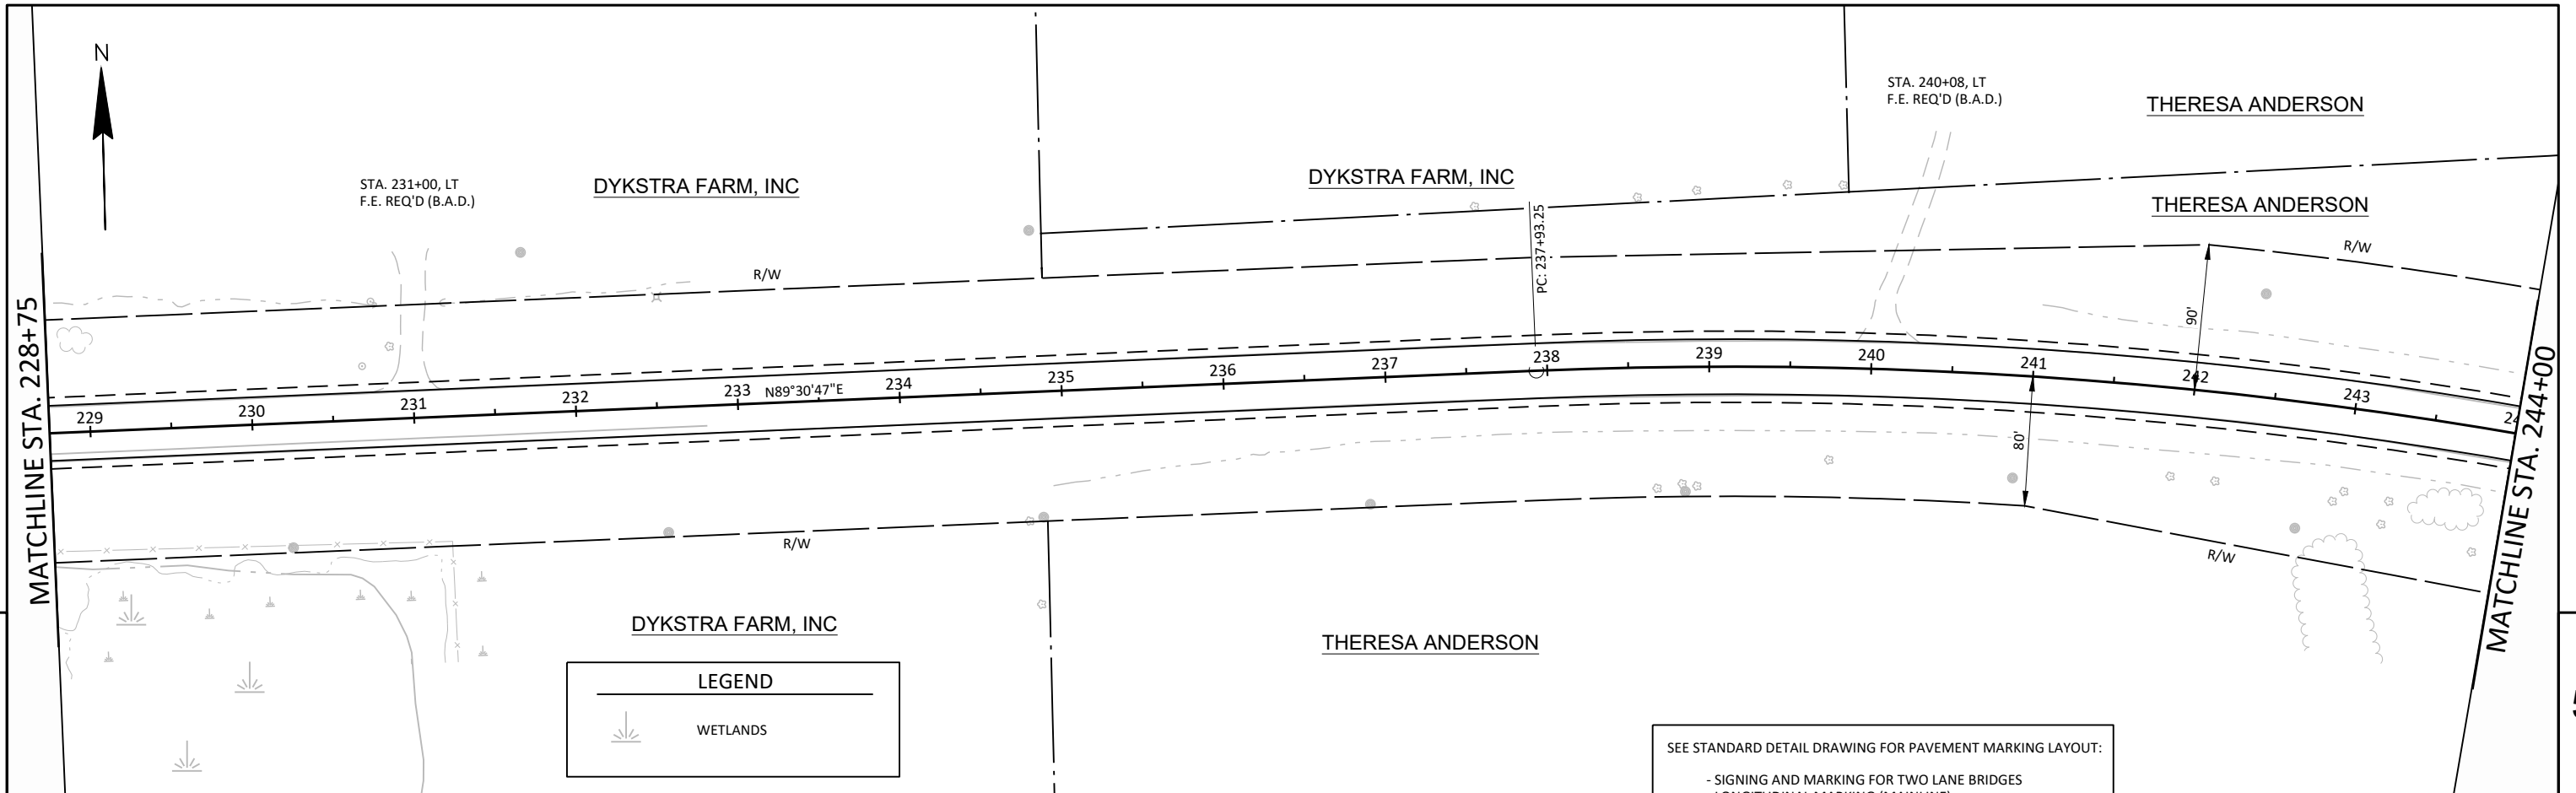 N
STA. 240+08, LT
F.E. REQ'D (B.A.D.)
THERESA ANDERSON
STA. 231+00, LT
F.E. REQ'D (B.A.D.)
DYKSTRA FARM, INC
DYKSTRA FARM, INC
THERESA ANDERSON
PC: 237+93.25
R/W
R/W
90'
MATCHLINE STA. 228+75
229
230
231
232
233
N89°30'47"E
234
235
236
237
238
239
240
241
242
243
24
MATCHLINE STA. 244+00
80'
R/W
R/W
DYKSTRA FARM, INC
THERESA ANDERSON
LEGEND
WETLANDS
SEE STANDARD DETAIL DRAWING FOR PAVEMENT MARKING LAYOUT:
- SIGNING AND MARKING FOR TWO LANE BRIDGES